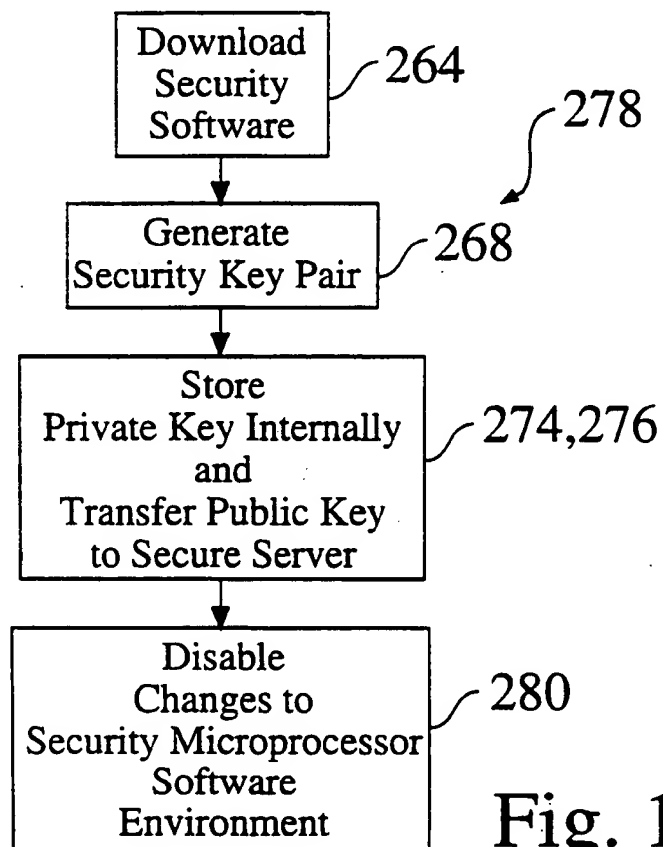 Download
Security
Software
264
278
Generate
Security Key Pair
268
Store
Private Key Internally
and
Transfer Public Key
to Secure Server
274,276
Disable
Changes to
Security Microprocessor
Software
Environment
280
Fig. 1